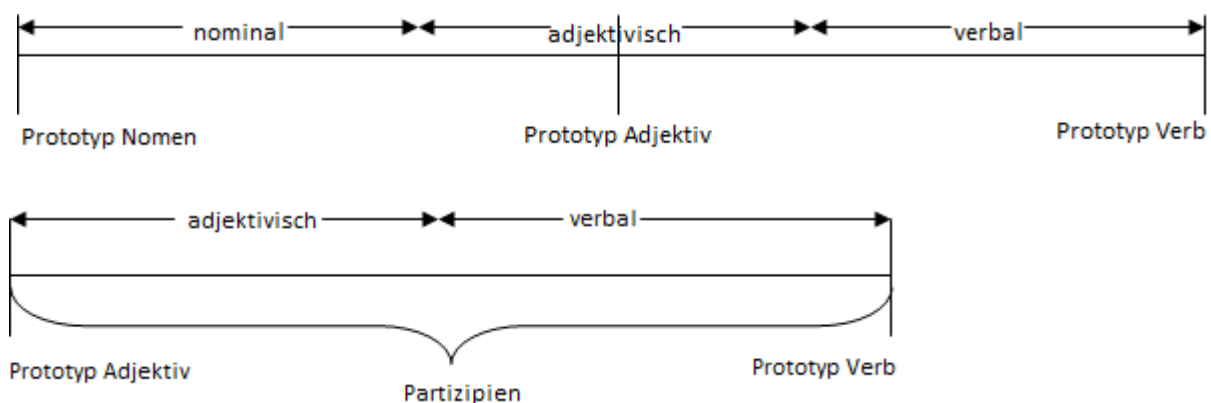 nominal adjektivisch verbal
Prototyp Nomen Prototyp Adjektiv Prototyp Verb
adjektivisch verbal
Prototyp Adjektiv Prototyp Verb
Partizipien